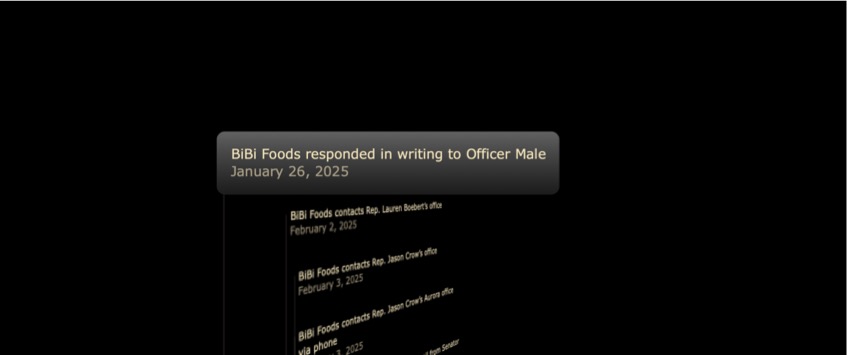 BiBi Foods responded in writing to Officer Male
January 26, 2025
BiBi Foods contacts Rep. Lauren Boebert's office
February 2, 2025
BiBi Foods contacts Rep. Jason Crow's office
February 3, 2025
BiBi Foods contacts Rep. Jason Crow's Aurora office
via phone
3, 2025
from Senator